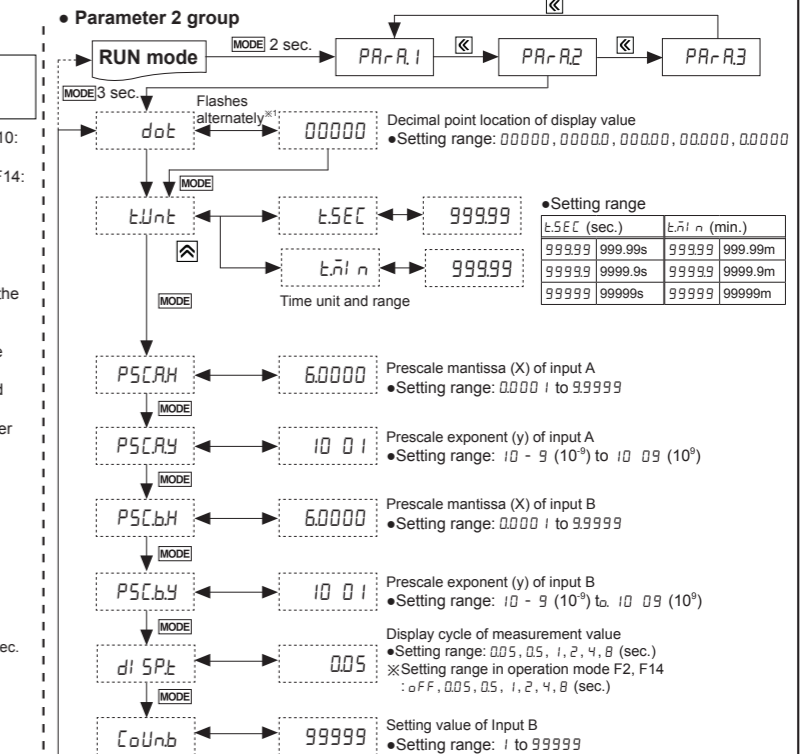 ● Parameter 2 group
RUN mode MODE 2 sec. PArA.1 PArA.2 PArA.3
MODE 3 sec.
Flashes
alternately※1
dot 00000
Decimal point location of display value
●Setting range: 00000, 0000.0, 000.00, 00.000, 0.0000
MODE
t.Unt t.SEC 999.99
t.mIn 999.99
Time unit and range
●Setting range
t.SEC (sec.) t.mIn (min.)
999.99 999.99s 999.99 999.99m
9999.9 9999.9s 9999.9 9999.9m
99999 99999s 99999 99999m
MODE
PSC.A.H 6.0000
Prescale mantissa (X) of input A
●Setting range: 0.0001 to 9.9999
MODE
PSC.A.Y 10 01
Prescale exponent (y) of input A
●Setting range: 10 - 9 (10-9) to 10 09 (109)
MODE
PSC.b.H 6.0000
Prescale mantissa (X) of input B
●Setting range: 0.0001 to 9.9999
MODE
PSC.b.Y 10 01
Prescale exponent (y) of input B
●Setting range: 10 - 9 (10-9) to. 10 09 (109)
MODE
dISP.t 0.05
Display cycle of measurement value
●Setting range: 0.05, 0.5, 1, 2, 4, 8 (sec.)
※Setting range in operation mode F2, F14
: oFF, 0.05, 0.5, 1, 2, 4, 8 (sec.)
MODE
CoUn.b 99999
Setting value of Input B
●Setting range: 1 to 99999
10:
14:
the
er
ec.